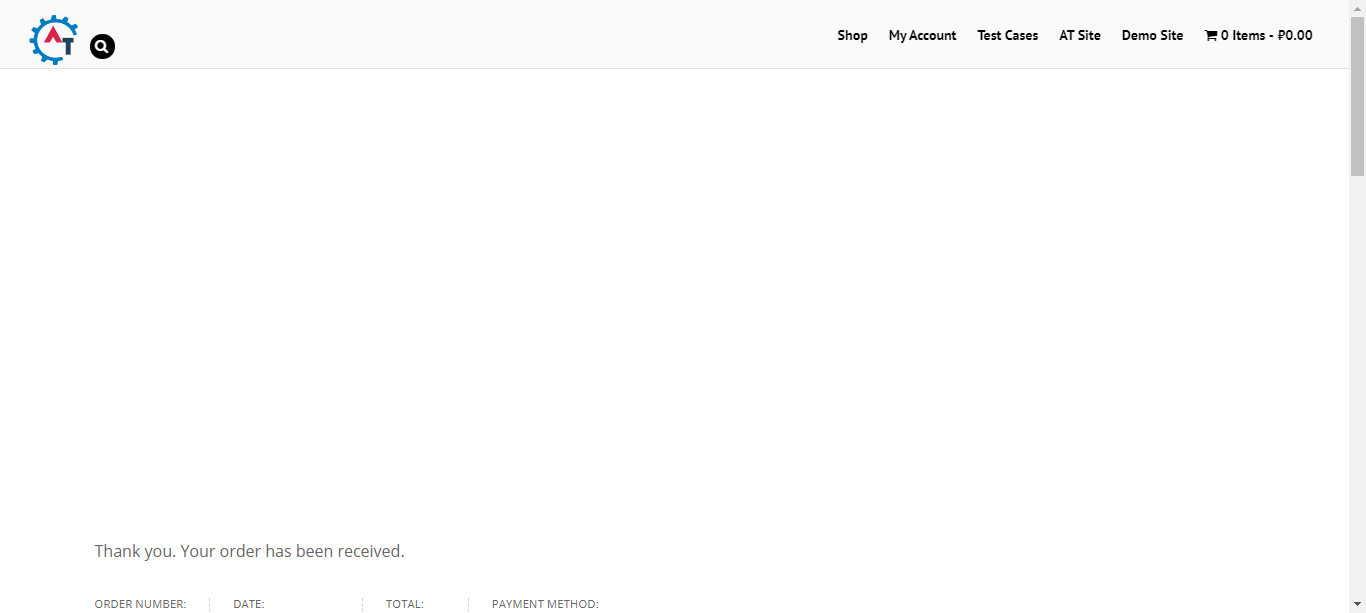 AT
Shop My Account Test Cases AT Site Demo Site 0 Items - ₽0.00
Thank you. Your order has been received.
ORDER NUMBER: DATE: TOTAL: PAYMENT METHOD: